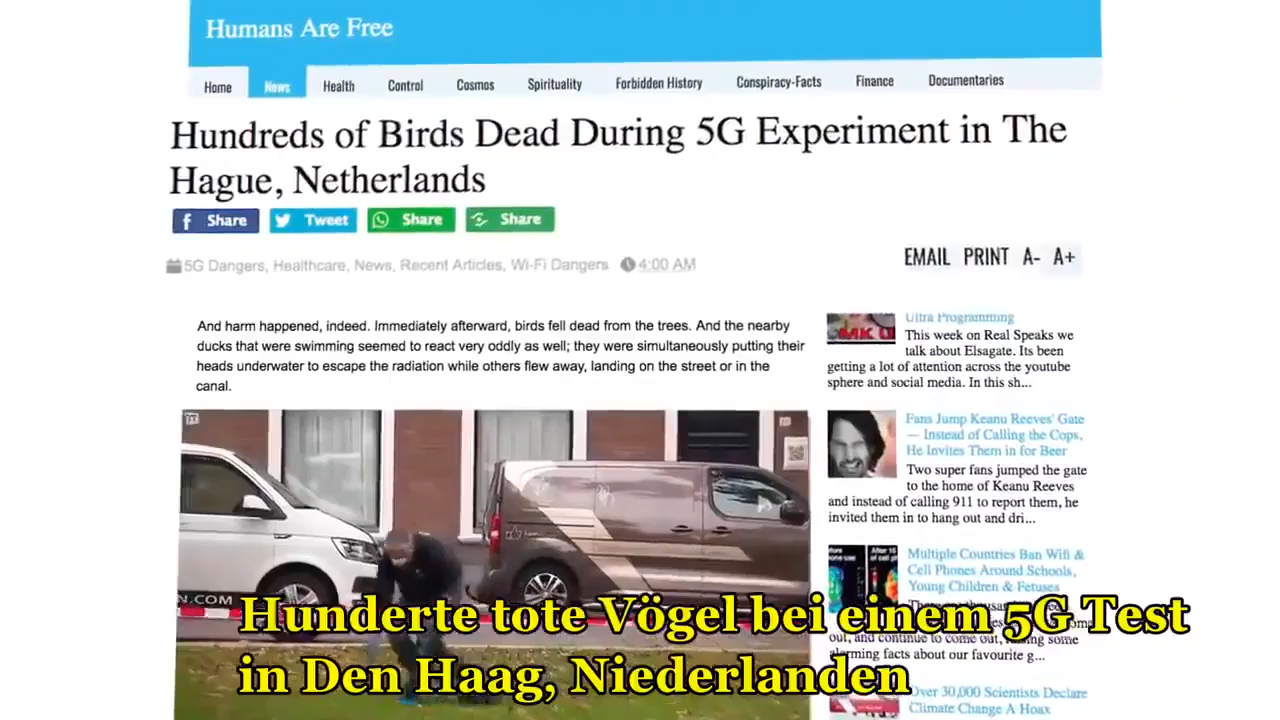 Humans Are Free
Home News Health Control Cosmos Spirituality Forbidden History Conspiracy-Facts Finance Documentaries
Hundreds of Birds Dead During 5G Experiment in The
Hague, Netherlands
Share Tweet Share Share
5G Dangers, Healthcare, News, Recent Articles, Wi-Fi Dangers 4:00 AM
EMAIL PRINT A- A+
And harm happened, indeed. Immediately afterward, birds fell dead from the trees. And the nearby
ducks that were swimming seemed to react very oddly as well; they were simultaneously putting their
heads underwater to escape the radiation while others flew away, landing on the street or in the
canal.
N.COM
Ultra Programming
MK U
This week on Real Speaks we
talk about Elsagate. Its been
getting a lot of attention across the youtube
sphere and social media. In this sh...
Fans Jump Keanu Reeves' Gate
— Instead of Calling the Cops,
He Invites Them in for Beer
Two super fans jumped the gate
to the home of Keanu Reeves
and instead of calling 911 to report them, he
invited them in to hang out and dri...
Multiple Countries Ban Wifi &
Cell Phones Around Schools,
Young Children & Fetuses
out, and continue to come out, some
alarming facts about our favourite g...
Over 30,000 Scientists Declare
Climate Change A Hoax
Hunderte tote Vögel bei einem 5G Test
in Den Haag, Niederlanden